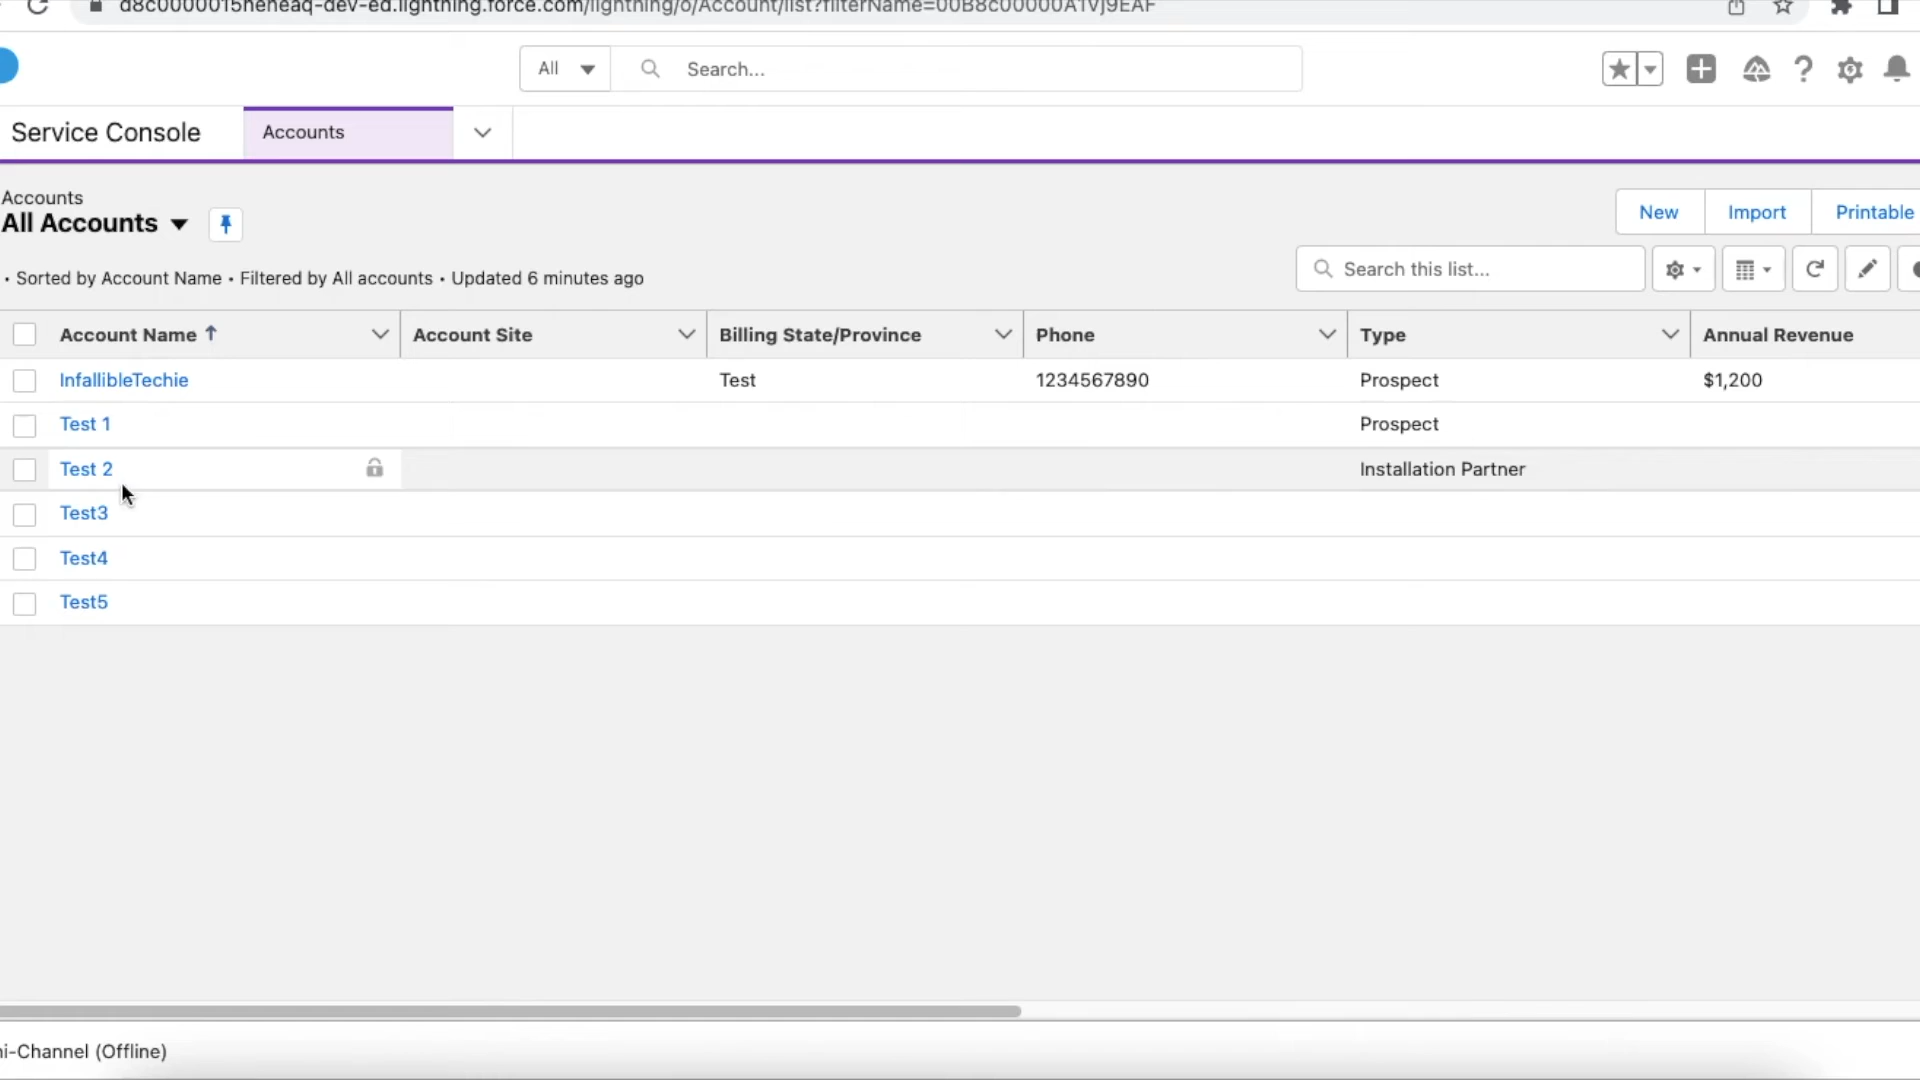 d8c0000015heheaq-dev-ed.lightning.force.com/lightning/o/Account/list?filterName=00B8c00000A1Vj9EAF
All
Search...
Service Console
Accounts
Accounts
All Accounts
• Sorted by Account Name • Filtered by All accounts • Updated 6 minutes ago
New
Import
Printable
Search this list...
Account Name
Account Site
Billing State/Province
Phone
Type
Annual Revenue
InfallibleTechie
Test
1234567890
Prospect
$1,200
Test 1
Prospect
Test 2
Installation Partner
Test3
Test4
Test5
ni-Channel (Offline)